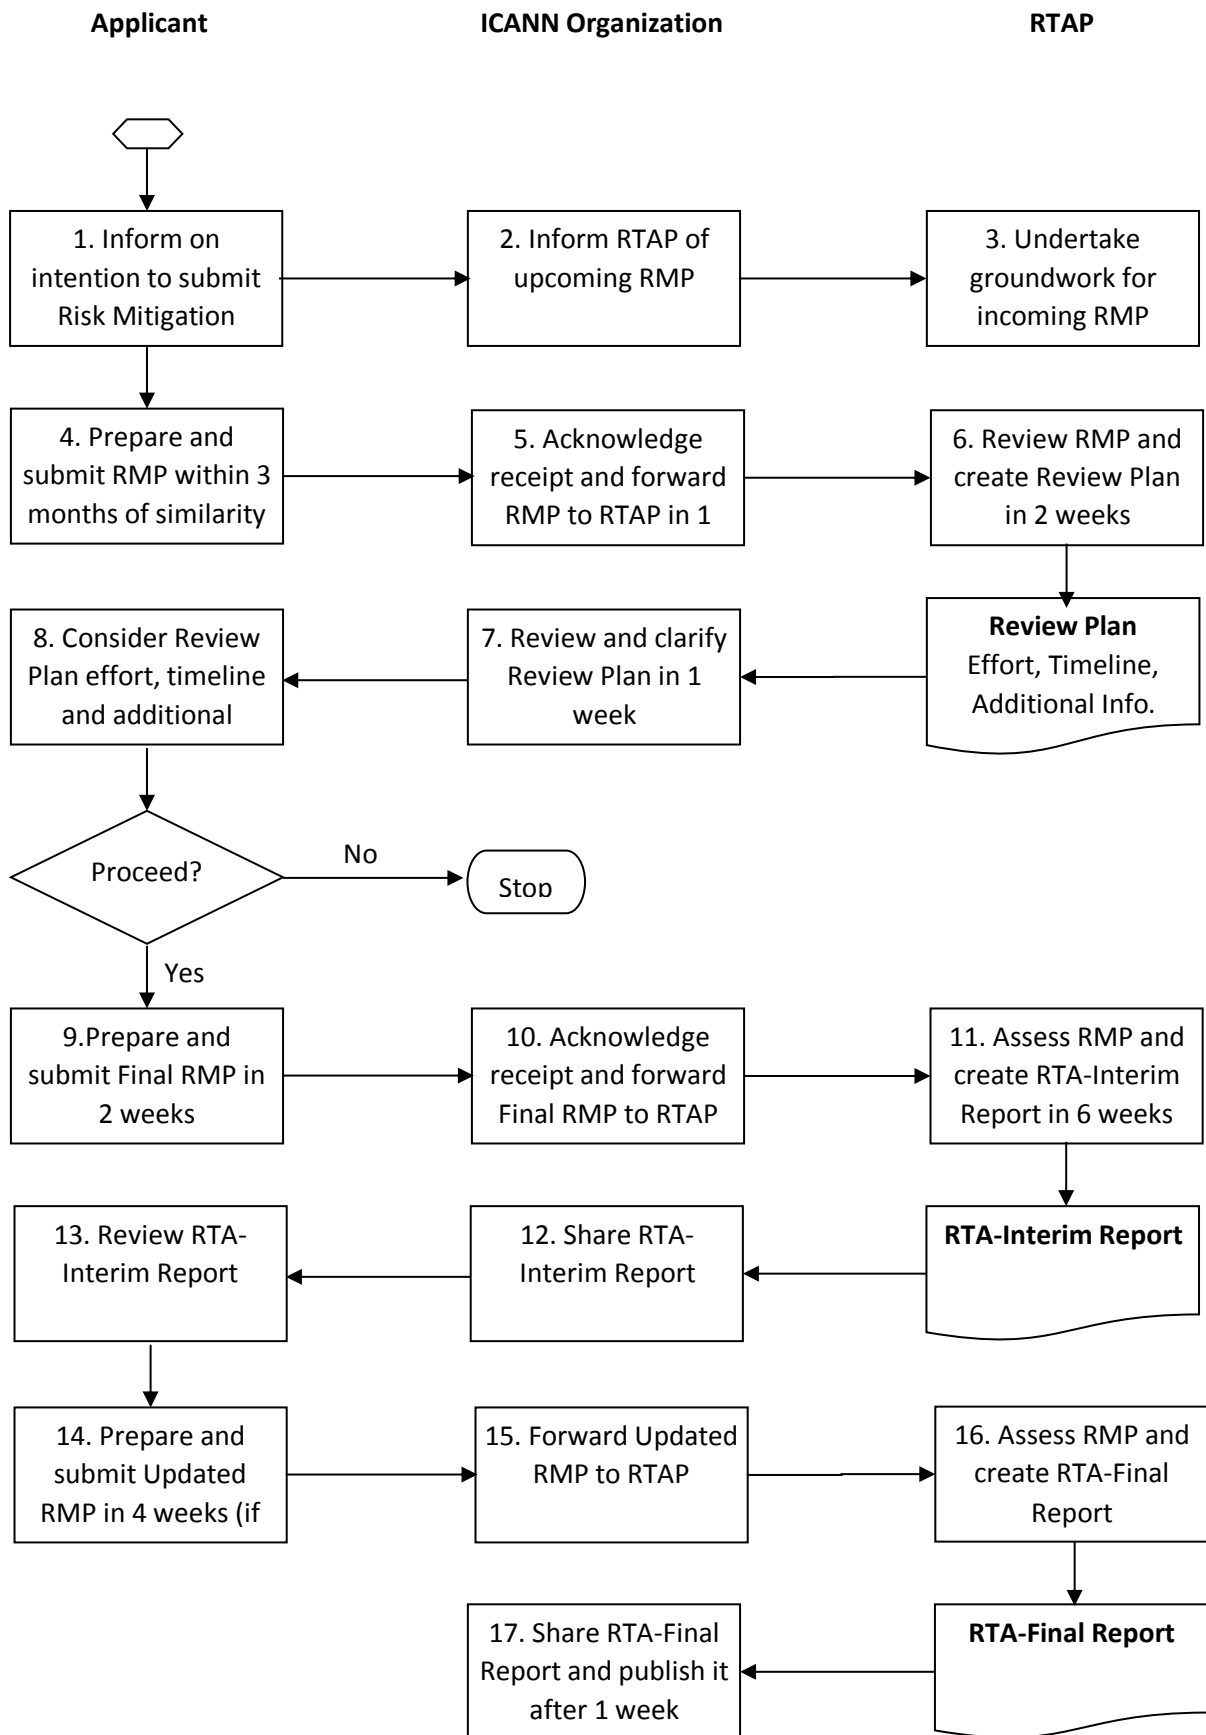 Applicant
ICANN Organization
RTAP
1. Inform on
intention to submit
Risk Mitigation
2. Inform RTAP of
upcoming RMP
3. Undertake
groundwork for
incoming RMP
4. Prepare and
submit RMP within 3
months of similarity
5. Acknowledge
receipt and forward
RMP to RTAP in 1
6. Review RMP and
create Review Plan
in 2 weeks
8. Consider Review
Plan effort, timeline
and additional
7. Review and clarify
Review Plan in 1
week
Review Plan
Effort, Timeline,
Additional Info.
Proceed?
No
Stop
Yes
9.Prepare and
submit Final RMP in
2 weeks
10. Acknowledge
receipt and forward
Final RMP to RTAP
11. Assess RMP and
create RTA-Interim
Report in 6 weeks
13. Review RTA-
Interim Report
12. Share RTA-
Interim Report
RTA-Interim Report
14. Prepare and
submit Updated
RMP in 4 weeks (if
15. Forward Updated
RMP to RTAP
16. Assess RMP and
create RTA-Final
Report
17. Share RTA-Final
Report and publish it
after 1 week
RTA-Final Report